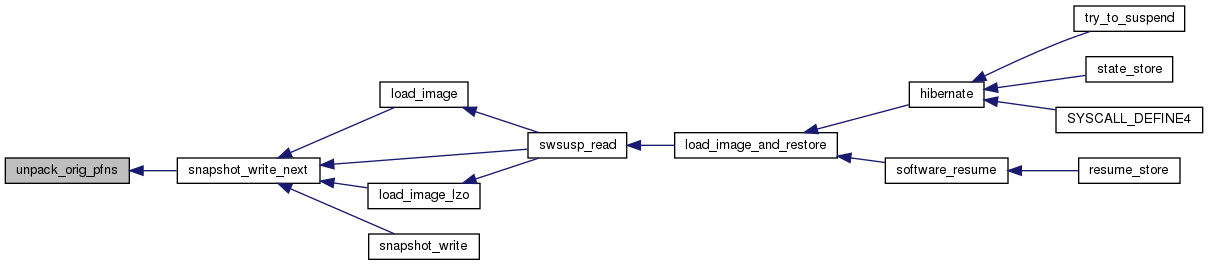 unpack_orig_pfns
snapshot_write_next
load_image
load_image_lzo
snapshot_write
swsusp_read
load_image_and_restore
hibernate
software_resume
try_to_suspend
state_store
SYSCALL_DEFINE4
resume_store